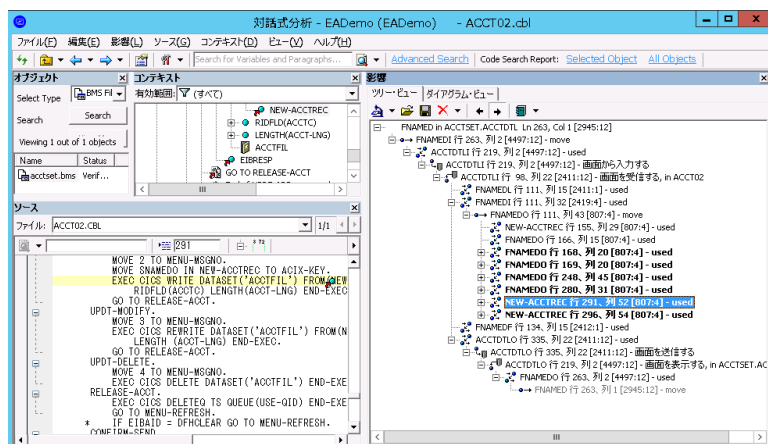 対話式分析 - EADemo (EADemo) - ACCT02.cbl
ファイル(F) 編集(E) 影響(L) ソース(G) コンテキスト(D) ビュー(V) ヘルプ(H)
Search for Variables and Paragraphs... Advanced Search Code Search Report: Selected Object All Objects
オブジェクト
Select Type BMS Fil
Search Search
Viewing 1 out of 1 objects
Name Status
acctset.bms Verif...
コンテキスト
有効範囲: (すべて)
NEW-ACCTREC
RIDFLD(ACCTC)
LENGTH(ACCT-LNG)
ACCTFIL
EIBRESP
GO TO RELEASE-ACCT
ソース
ファイル: ACCT02.CBL 1/1
291
MOVE 2 TO MENU-MSGNO.
MOVE SNAMEDO IN NEW-ACCTREC TO ACIX-KEY.
EXEC CICS WRITE DATASET('ACCTFIL') FROM(NEW
RIDFLD(ACCTC) LENGTH(ACCT-LNG) END-EXEC
GO TO RELEASE-ACCT.
UPDT-MODIFY.
MOVE 3 TO MENU-MSGNO.
EXEC CICS REWRITE DATASET('ACCTFIL') FROM(N
LENGTH (ACCT-LNG) END-EXEC.
GO TO RELEASE-ACCT.
UPDT-DELETE.
MOVE 4 TO MENU-MSGNO.
EXEC CICS DELETE DATASET('ACCTFIL') END-EXE
RELEASE-ACCT.
EXEC CICS DELETEQ TS QUEUE(USE-QID) END-EXE
GO TO MENU-REFRESH.
* IF EIBAID = DFHCLEAR GO TO MENU-REFRESH.
CONFIRM-SEND
影響
ツリー・ビュー ダイアグラム・ビュー
FNAMED in ACCTSET.ACCTDTL Ln 263, Col 1 [2945:12]
FNAMEDI 行 263, 列 2 [4497:12] - move
ACCTDTLI 行 219、列 2 [4497:12] - used
ACCTDTLI 行 219、列 2 [4497:12] - 画面から入力する
ACCTDTLI 行 98、列 22 [2411:12] - 画面を受信する, in ACCT02
FNAMEDL 行 111、列 15 [2411:1] - used
FNAMEDI 行 111、列 32 [2419:4] - used
FNAMEDO 行 111、列 43 [807:4] - move
NEW-ACCTREC 行 155、列 29 [807:4] - used
FNAMEDO 行 166、列 15 [807:4] - used
FNAMEDO 行 168、列 20 [807:4] - used
FNAMEDO 行 169、列 20 [807:4] - used
FNAMEDO 行 248、列 45 [807:4] - used
FNAMEDO 行 280、列 31 [807:4] - used
NEW-ACCTREC 行 291、列 52 [807:4] - used
NEW-ACCTREC 行 296、列 54 [807:4] - used
FNAMEDF 行 134、列 15 [2412:1] - used
ACCTDTLO 行 335、列 22 [2411:12] - used
ACCTDTLO 行 335、列 22 [2411:12] - 画面を送信する
ACCTDTLO 行 219、列 2 [4497:12] - 画面を表示する, in ACCTSET.AC
FNAMEDO 行 263、列 2 [4497:12] - used
FNAMED 行 263、列 1 [2945:12] - move